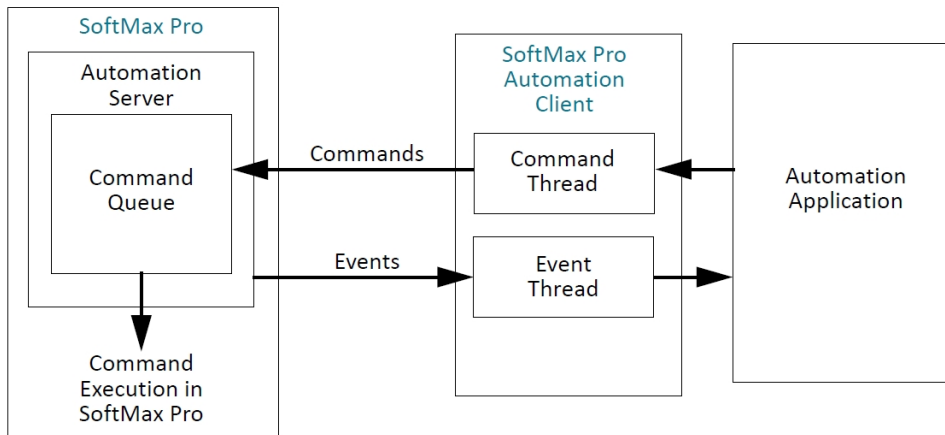 SoftMax Pro
Automation
Server
Command
Queue
Command
Execution in
SoftMax Pro
Commands
Events
SoftMax Pro
Automation
Client
Command
Thread
Event
Thread
Automation
Application